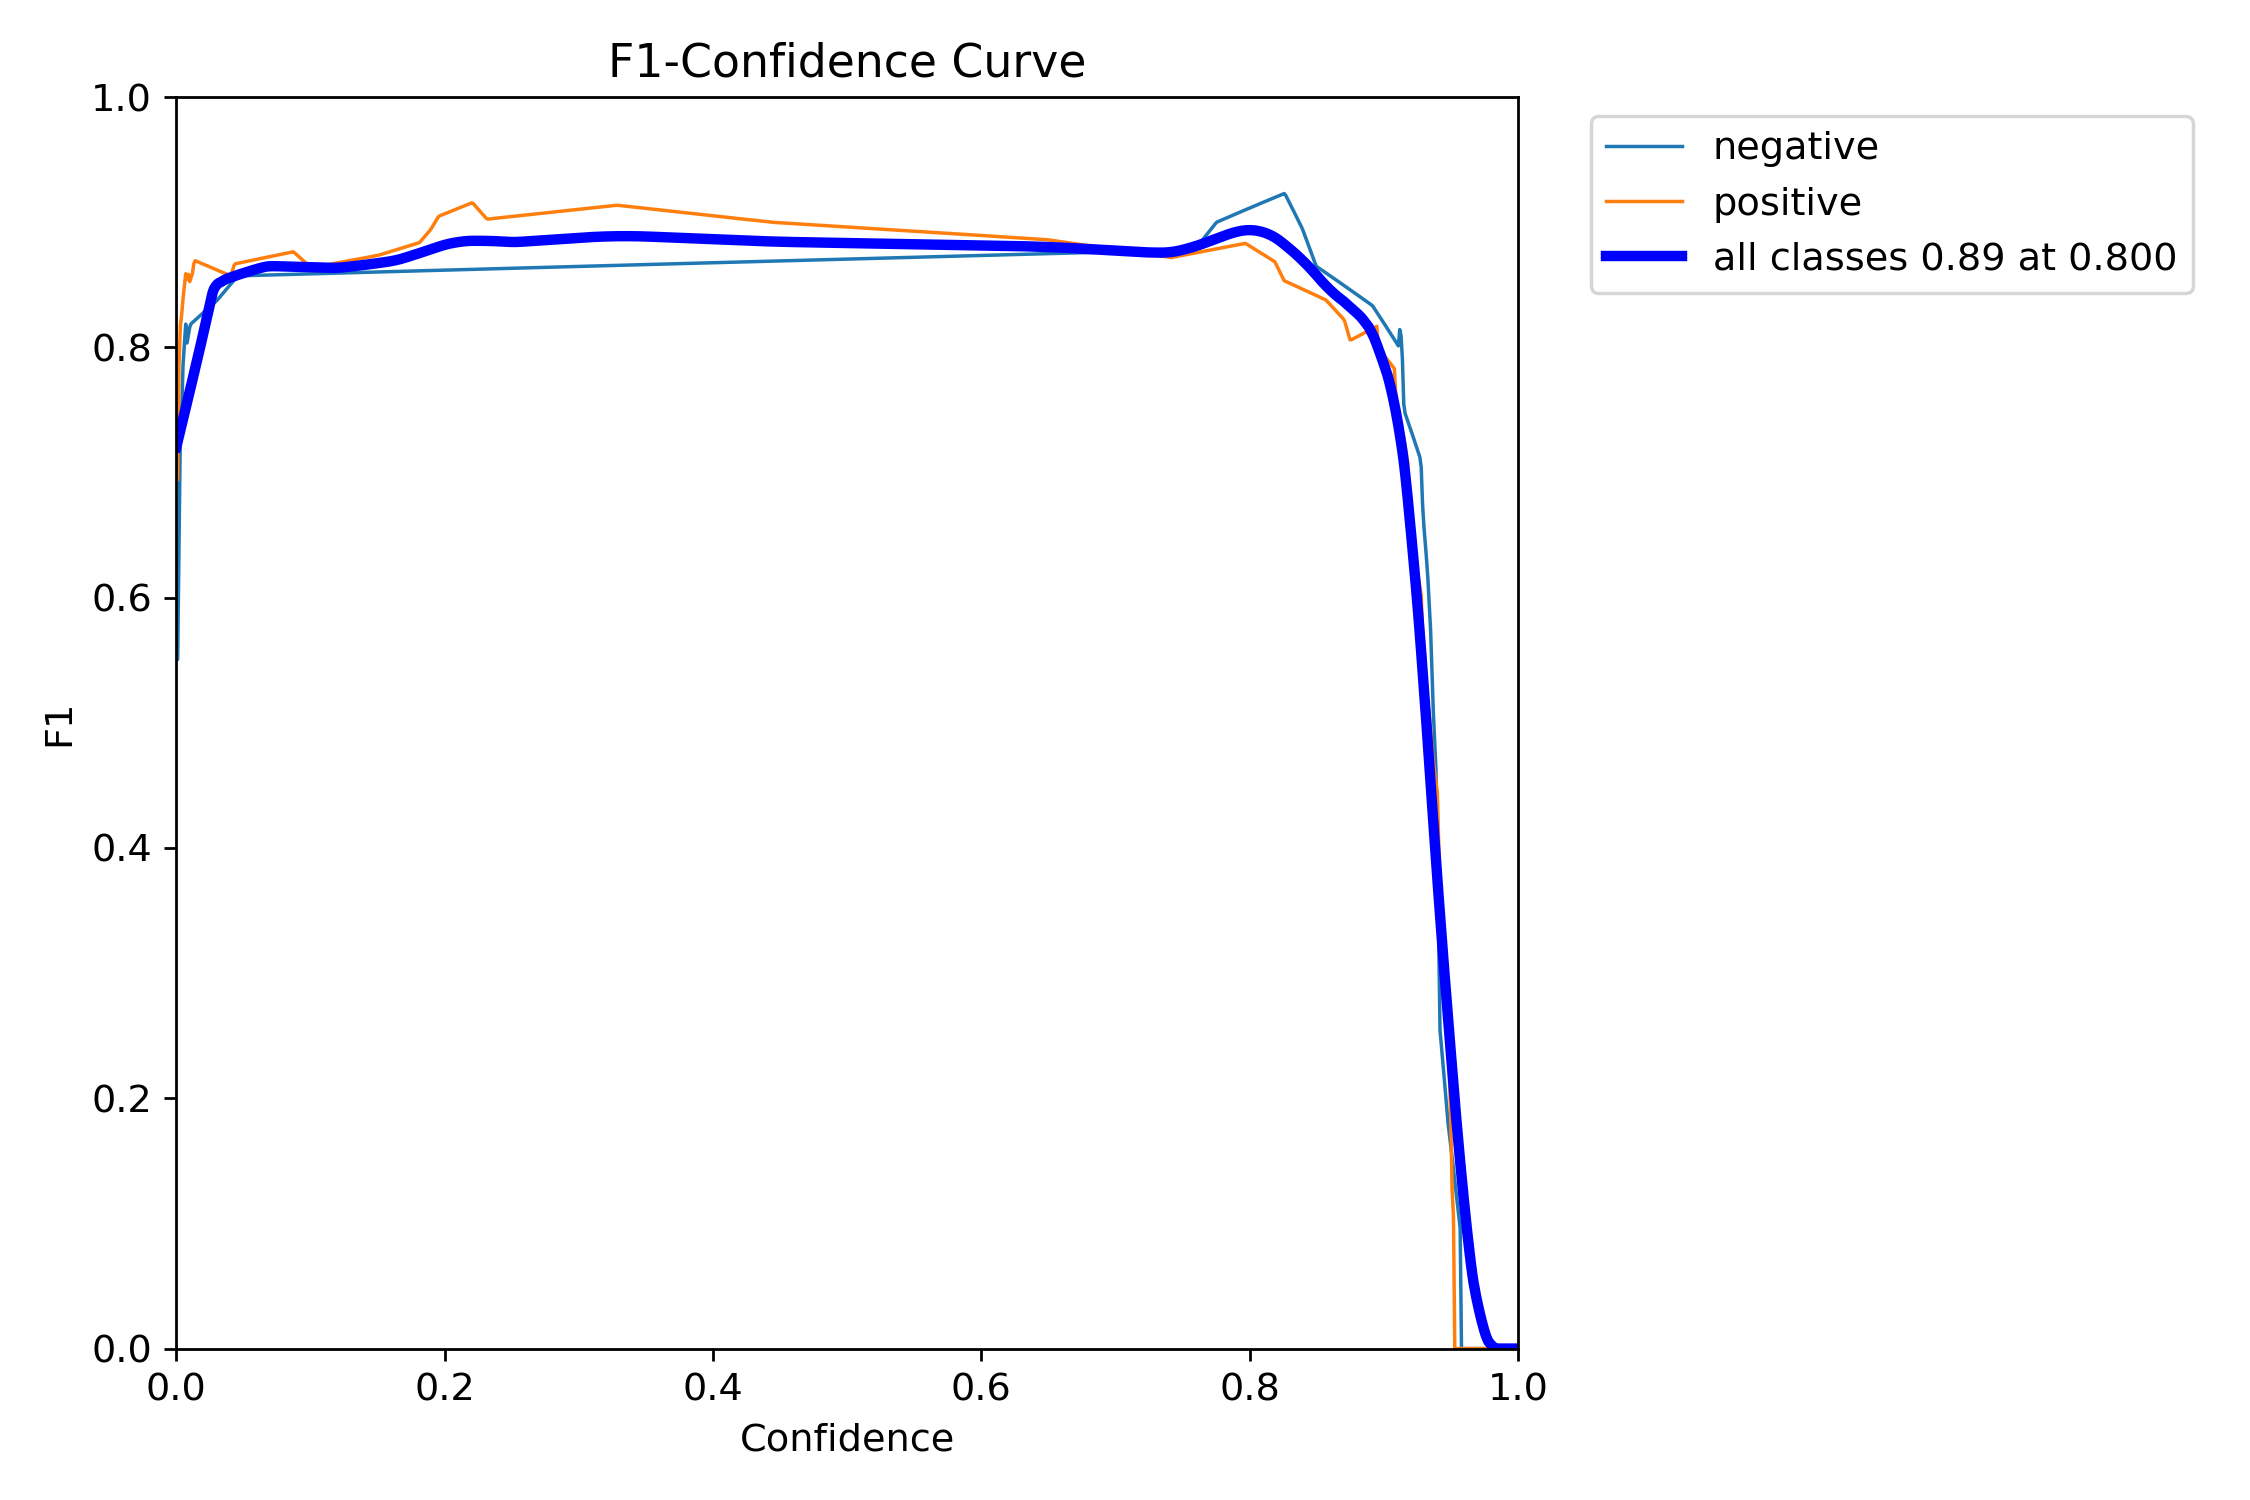 F1-Confidence Curve
1.0
0.8
0.6
0.4
0.2
0.0
F1
0.0 0.2 0.4 0.6 0.8 1.0
Confidence
negative
positive
all classes 0.89 at 0.800